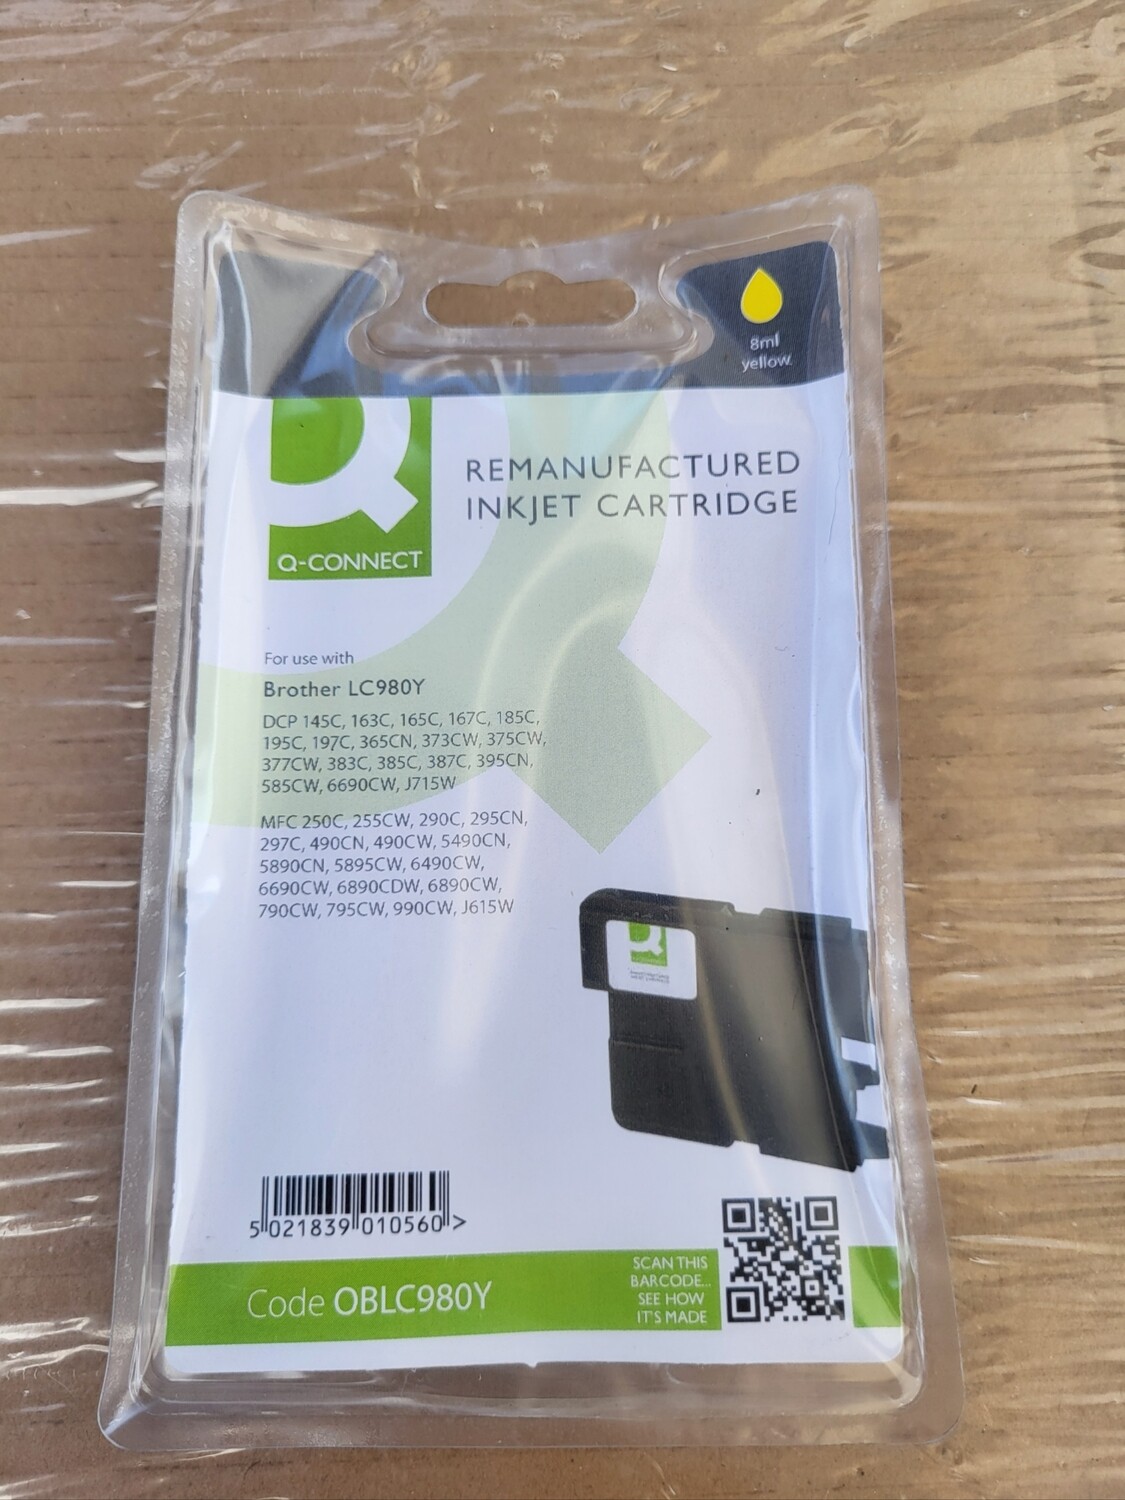 8ml
yellow
REMANUFACTURED
INKJET CARTRIDGE
Q-CONNECT
For use with
Brother LC980Y
DCP 145C, 163C, 165C, 167C, 185C,
195C, 197C, 365CN, 373CW, 375CW,
377CW, 383C, 385C, 387C, 395CN,
585CW, 6690CW, J715W
MFC 250C, 255CW, 290C, 295CN,
297C, 490CN, 490CW, 5490CN,
5890CN, 5895CW, 6490CW,
6690CW, 6890CDW, 6890CW,
790CW, 795CW, 990CW, J615W
5 021839 010560 >
SCAN THIS
BARCODE...
SEE HOW
IT'S MADE
Code OBLC980Y